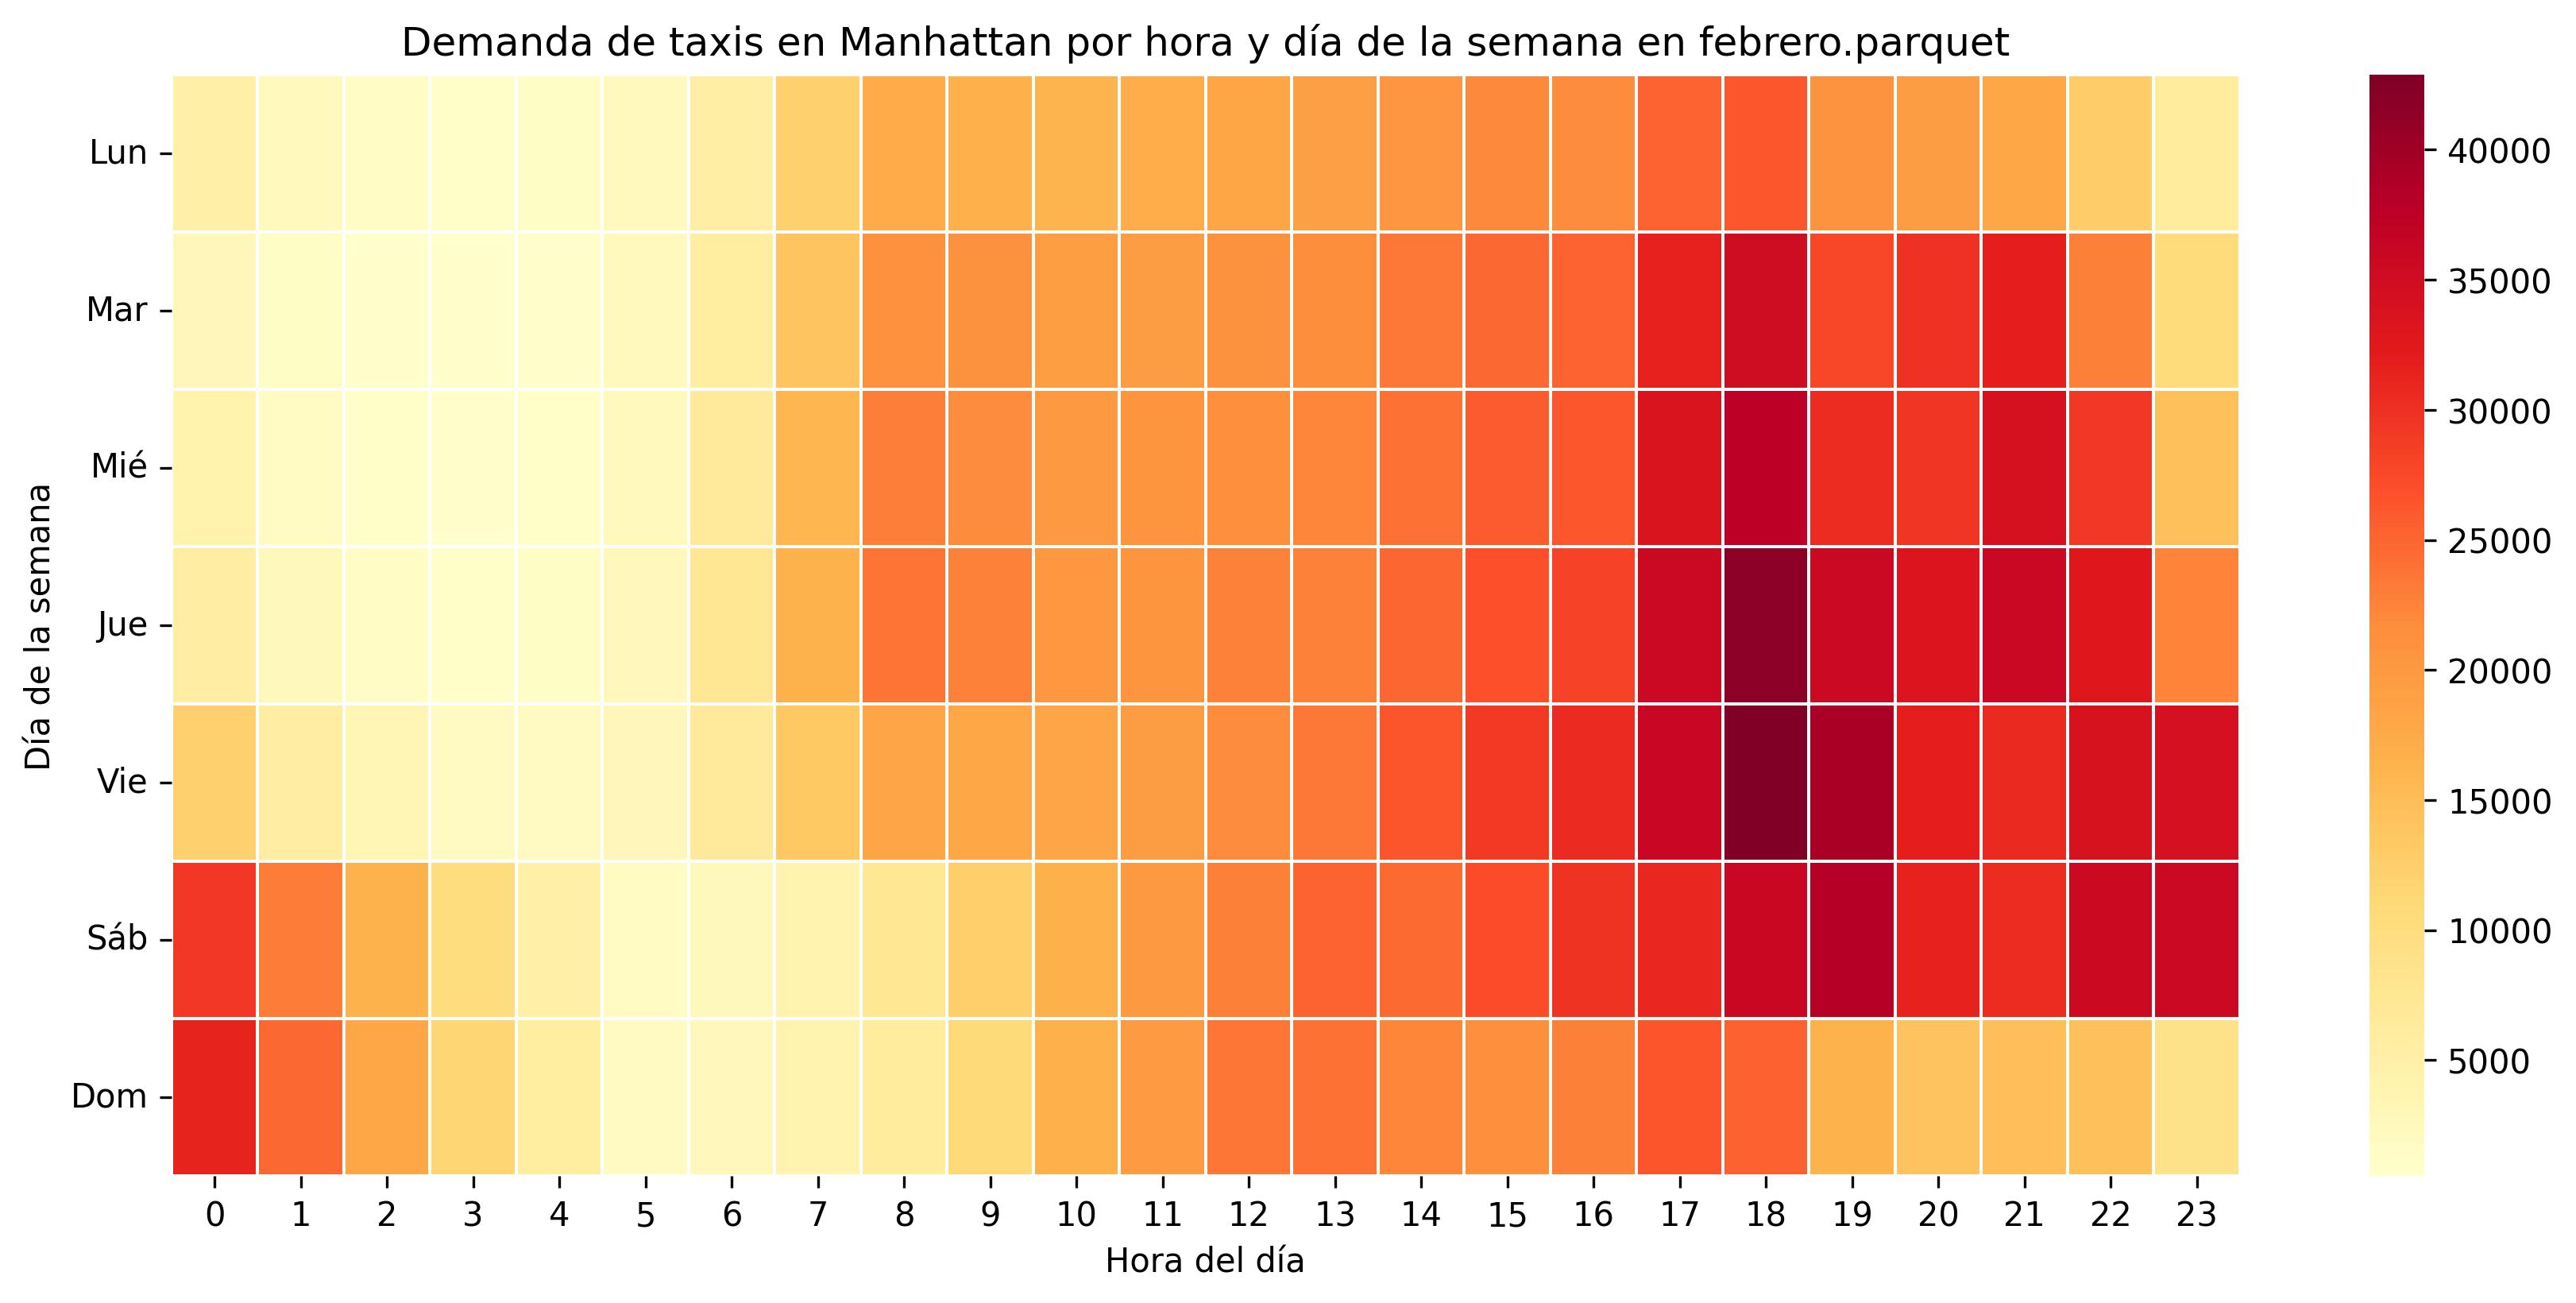 Demanda de taxis en Manhattan por hora y día de la semana en febrero.parquet
Día de la semana
Lun
Mar
Mié
Jue
Vie
Sáb
Dom
0 1 2 3 4 5 6 7 8 9 10 11 12 13 14 15 16 17 18 19 20 21 22 23
Hora del día
40000
35000
30000
25000
20000
15000
10000
5000